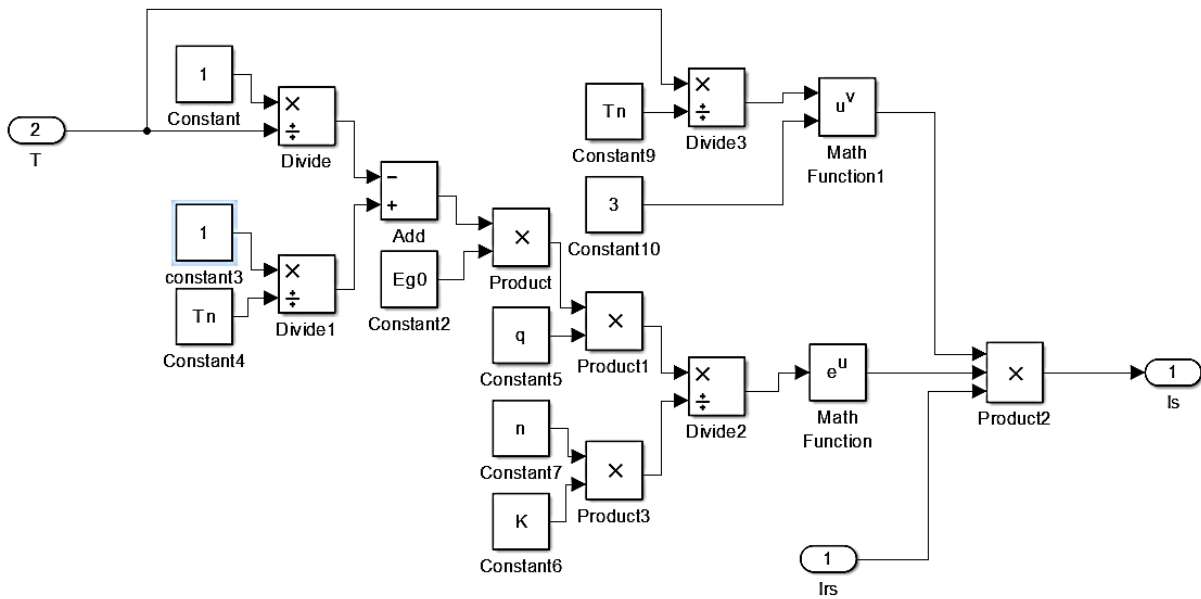 1
Constant
2
T
×
÷
Divide
−
+
Add
1
constant3
Tn
Constant4
×
÷
Divide1
Eg0
Constant2
×
Product
Tn
Constant9
×
÷
Divide3
3
Constant10
u^v
Math
Function1
q
Constant5
×
Product1
n
Constant7
K
Constant6
×
Product3
×
÷
Divide2
e^u
Math
Function
×
Product2
1
Is
1
Irs